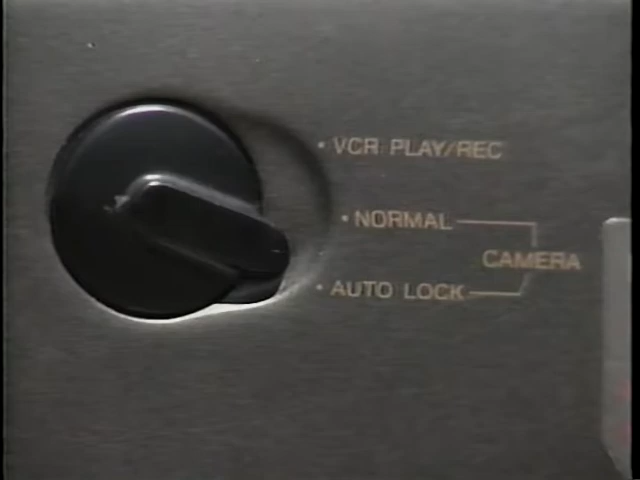 • VCR PLAY/REC
• NORMAL
CAMERA
• AUTO LOCK